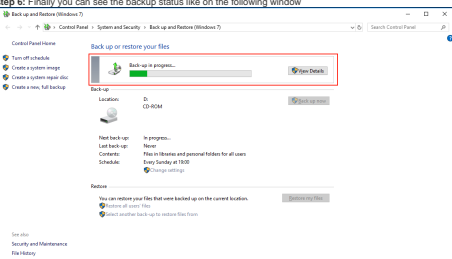 Step 6: Finally you can see the backup status like on the following window
Back up and Restore (Windows 7)
Control Panel > System and Security > Back up and Restore (Windows 7)
Search Control Panel
Control Panel Home
Turn off schedule
Create a system image
Create a system repair disc
Create a new, full backup
Back up or restore your files
Back-up in progress...
View Details
Back-up
Location:
D:
CD-ROM
Back up now
Next back-up:
In progress...
Last back-up:
Never
Contents:
Files in libraries and personal folders for all users
Schedule:
Every Sunday at 19:00
Change settings
Restore
You can restore your files that were backed up on the current location.
Restore my files
Restore all users' files
Select another back-up to restore files from
See also
Security and Maintenance
File History